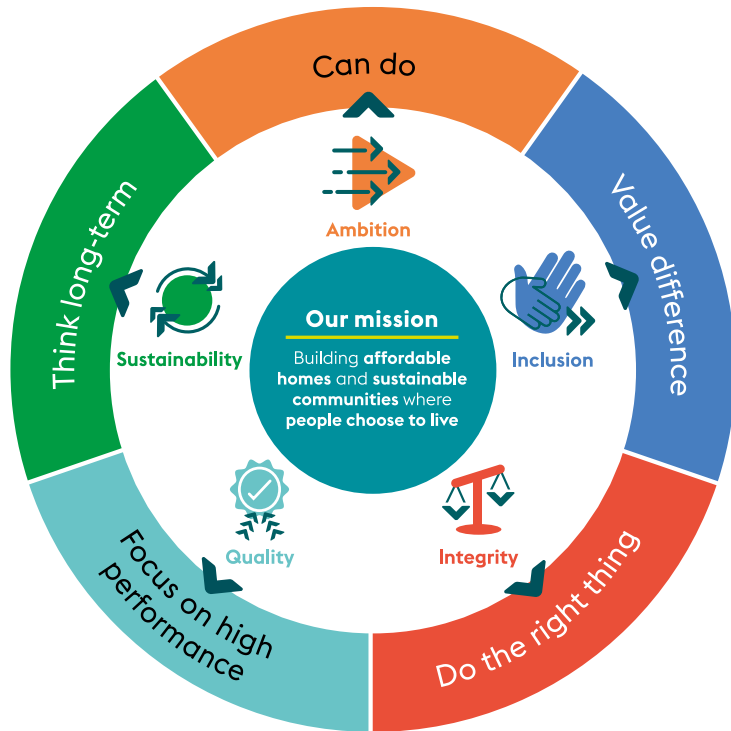 Can do
Ambition
Value difference
Inclusion
Do the right thing
Integrity
Focus on high
performance
Quality
Think long-term
Sustainability
Our mission
Building affordable
homes and sustainable
communities where
people choose to live